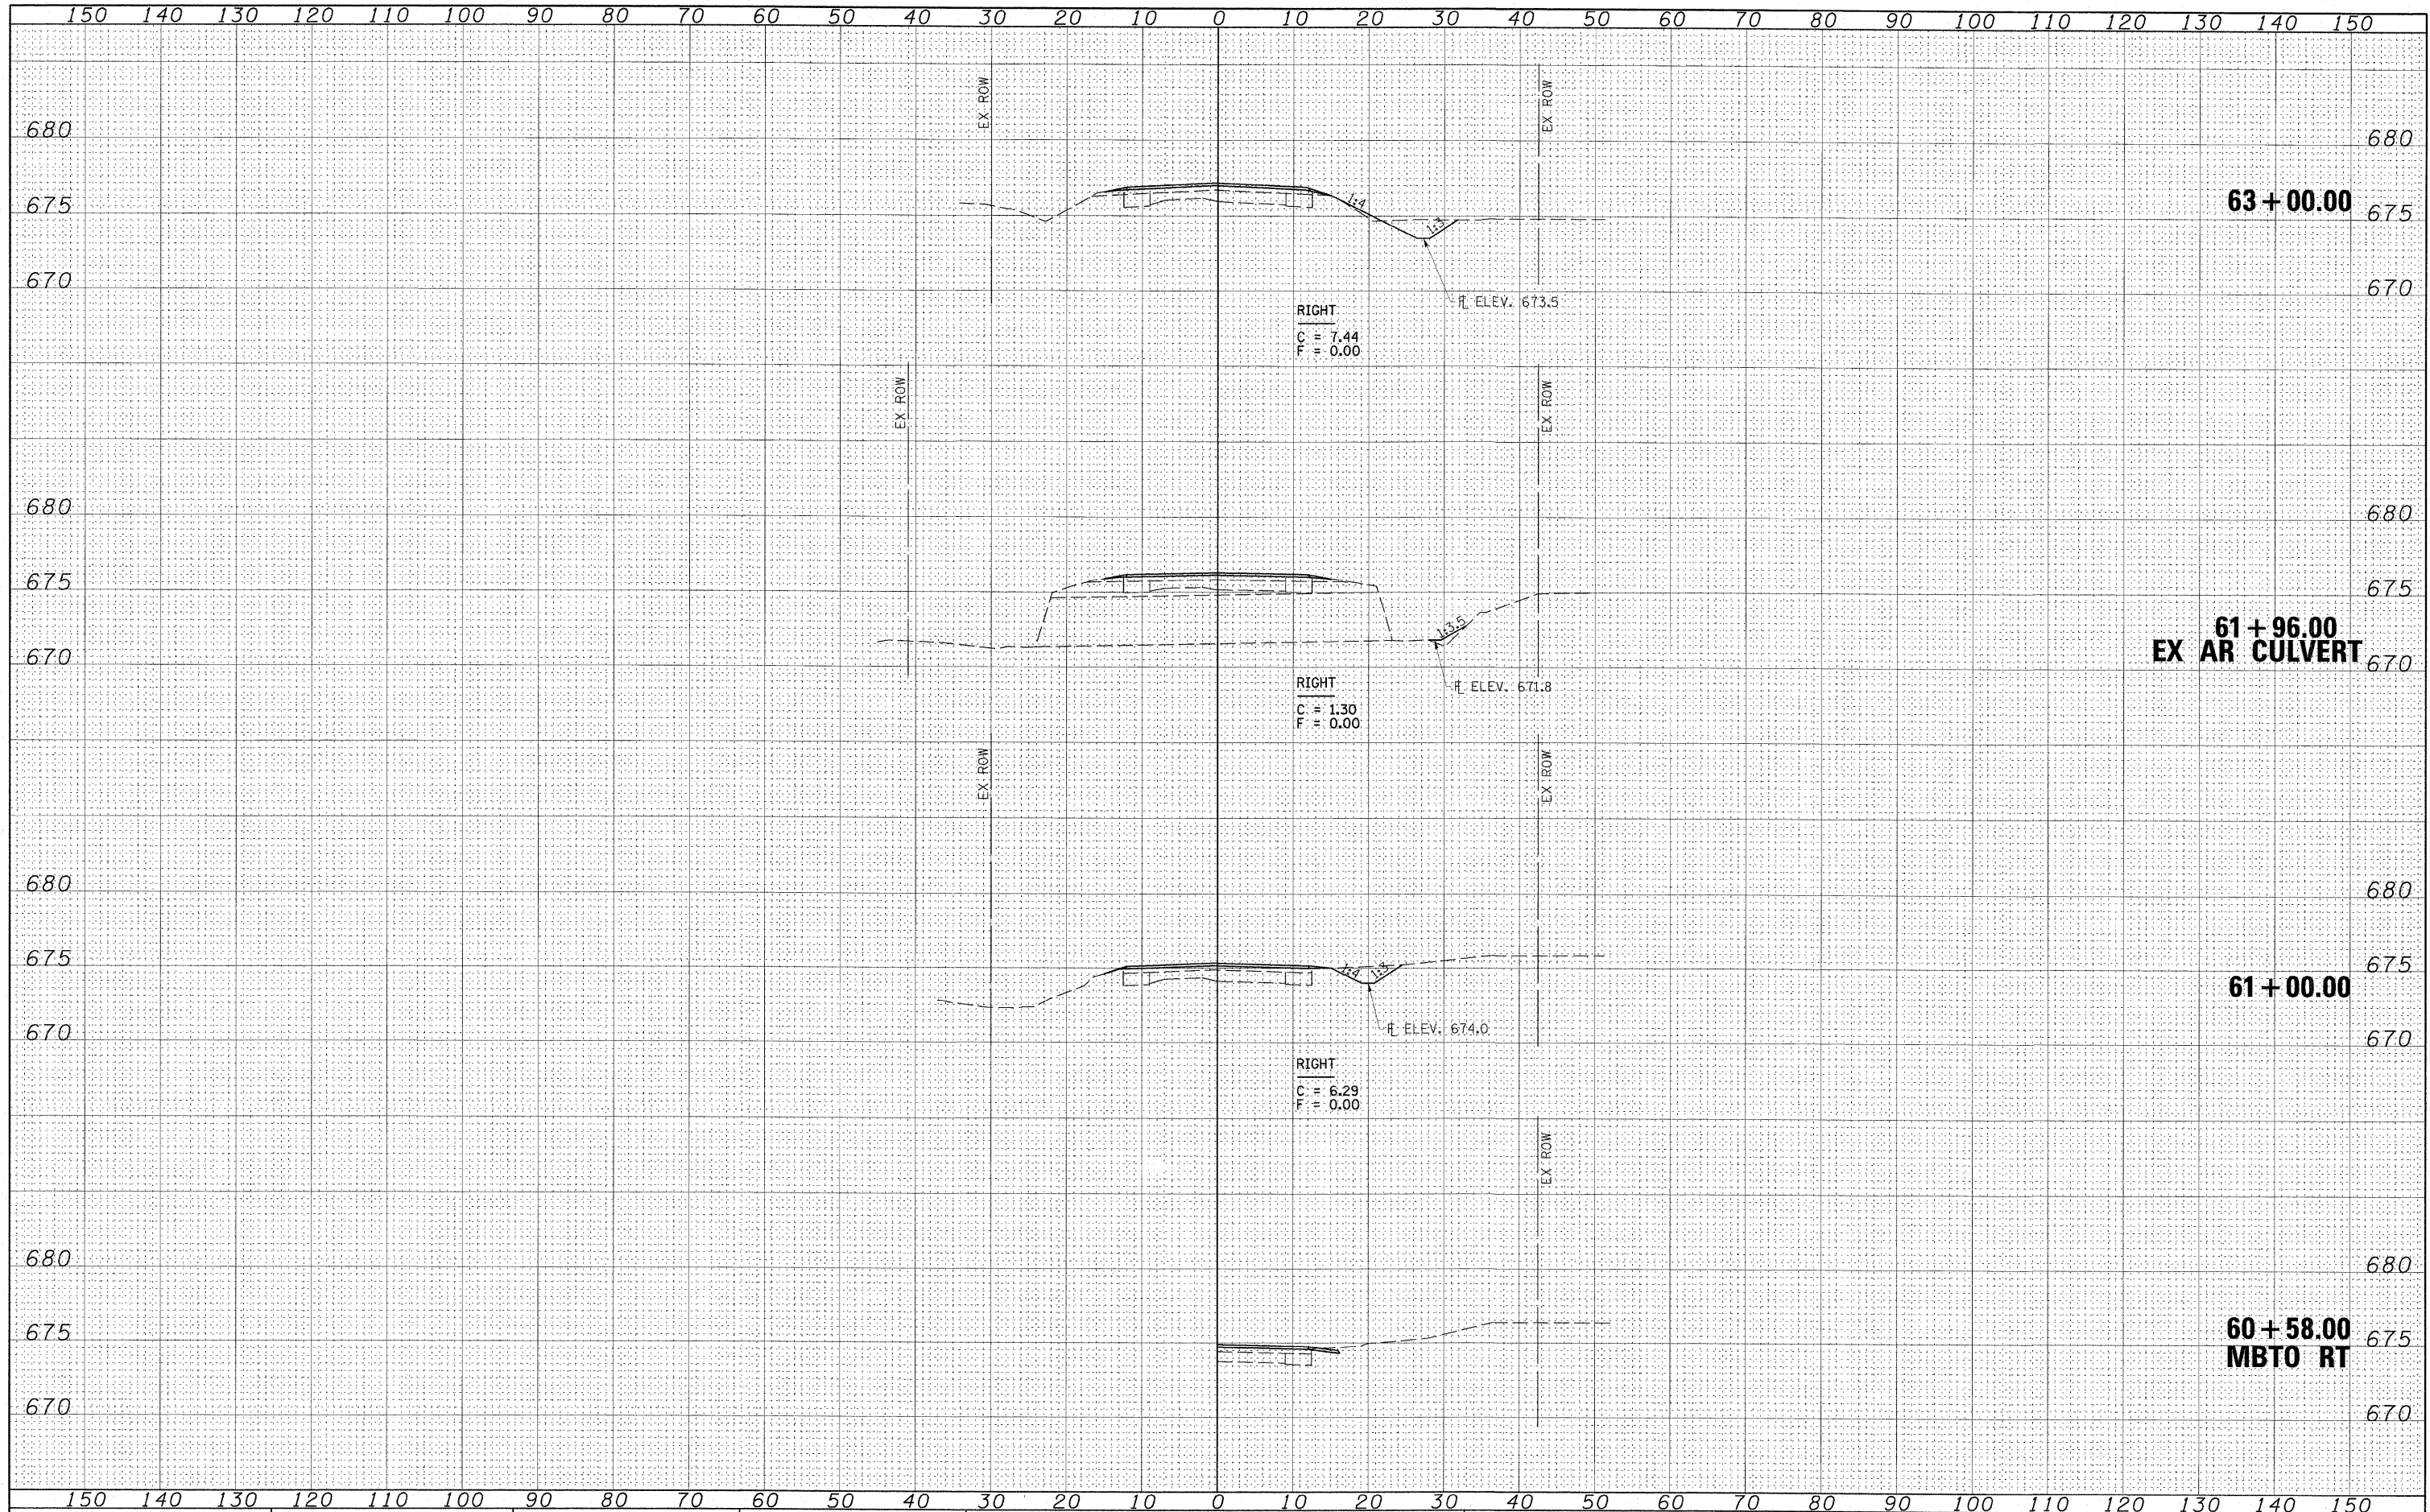 150 140 130 120 110 100 90 80 70 60 50 40 30 20 10 0 10 20 30 40 50 60 70 80 90 100 110 120 130 140 150
EX ROW
EX ROW
680 680
63+00.00
675 675
1:4
1:3
670 670
ELEV. 673.5
RIGHT
C = 7.44
F = 0.00
EX ROW
EX ROW
680 680
675 675
61+96.00
EX AR CULVERT
1:3.5
670 670
ELEV. 671.8
RIGHT
C = 1.30
F = 0.00
EX ROW
EX ROW
680 680
675 675
1:4 1:3
61+00.00
670 670
ELEV. 674.0
RIGHT
C = 6.29
F = 0.00
EX ROW
680 680
675 675
60+58.00
MBTO RT
670 670
150 140 130 120 110 100 90 80 70 60 50 40 30 20 10 0 10 20 30 40 50 60 70 80 90 100 110 120 130 140 150